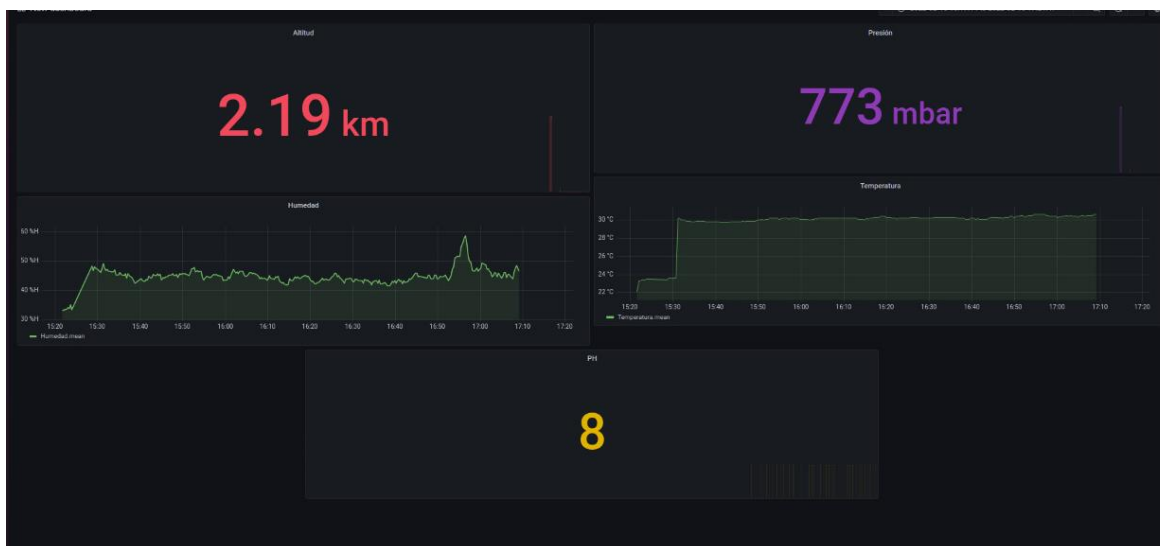 Altitud
2.19 km
Presión
773 mbar
Humedad
60 %H
50 %H
40 %H
30 %H
15:20 15:30 15:40 15:50 16:00 16:10 16:20 16:30 16:40 16:50 17:00 17:10 17:20
Humedad.mean
Temperatura
30 °C
28 °C
26 °C
24 °C
22 °C
15:20 15:30 15:40 15:50 16:00 16:10 16:20 16:30 16:40 16:50 17:00 17:10 17:20
Temperatura.mean
PH
8